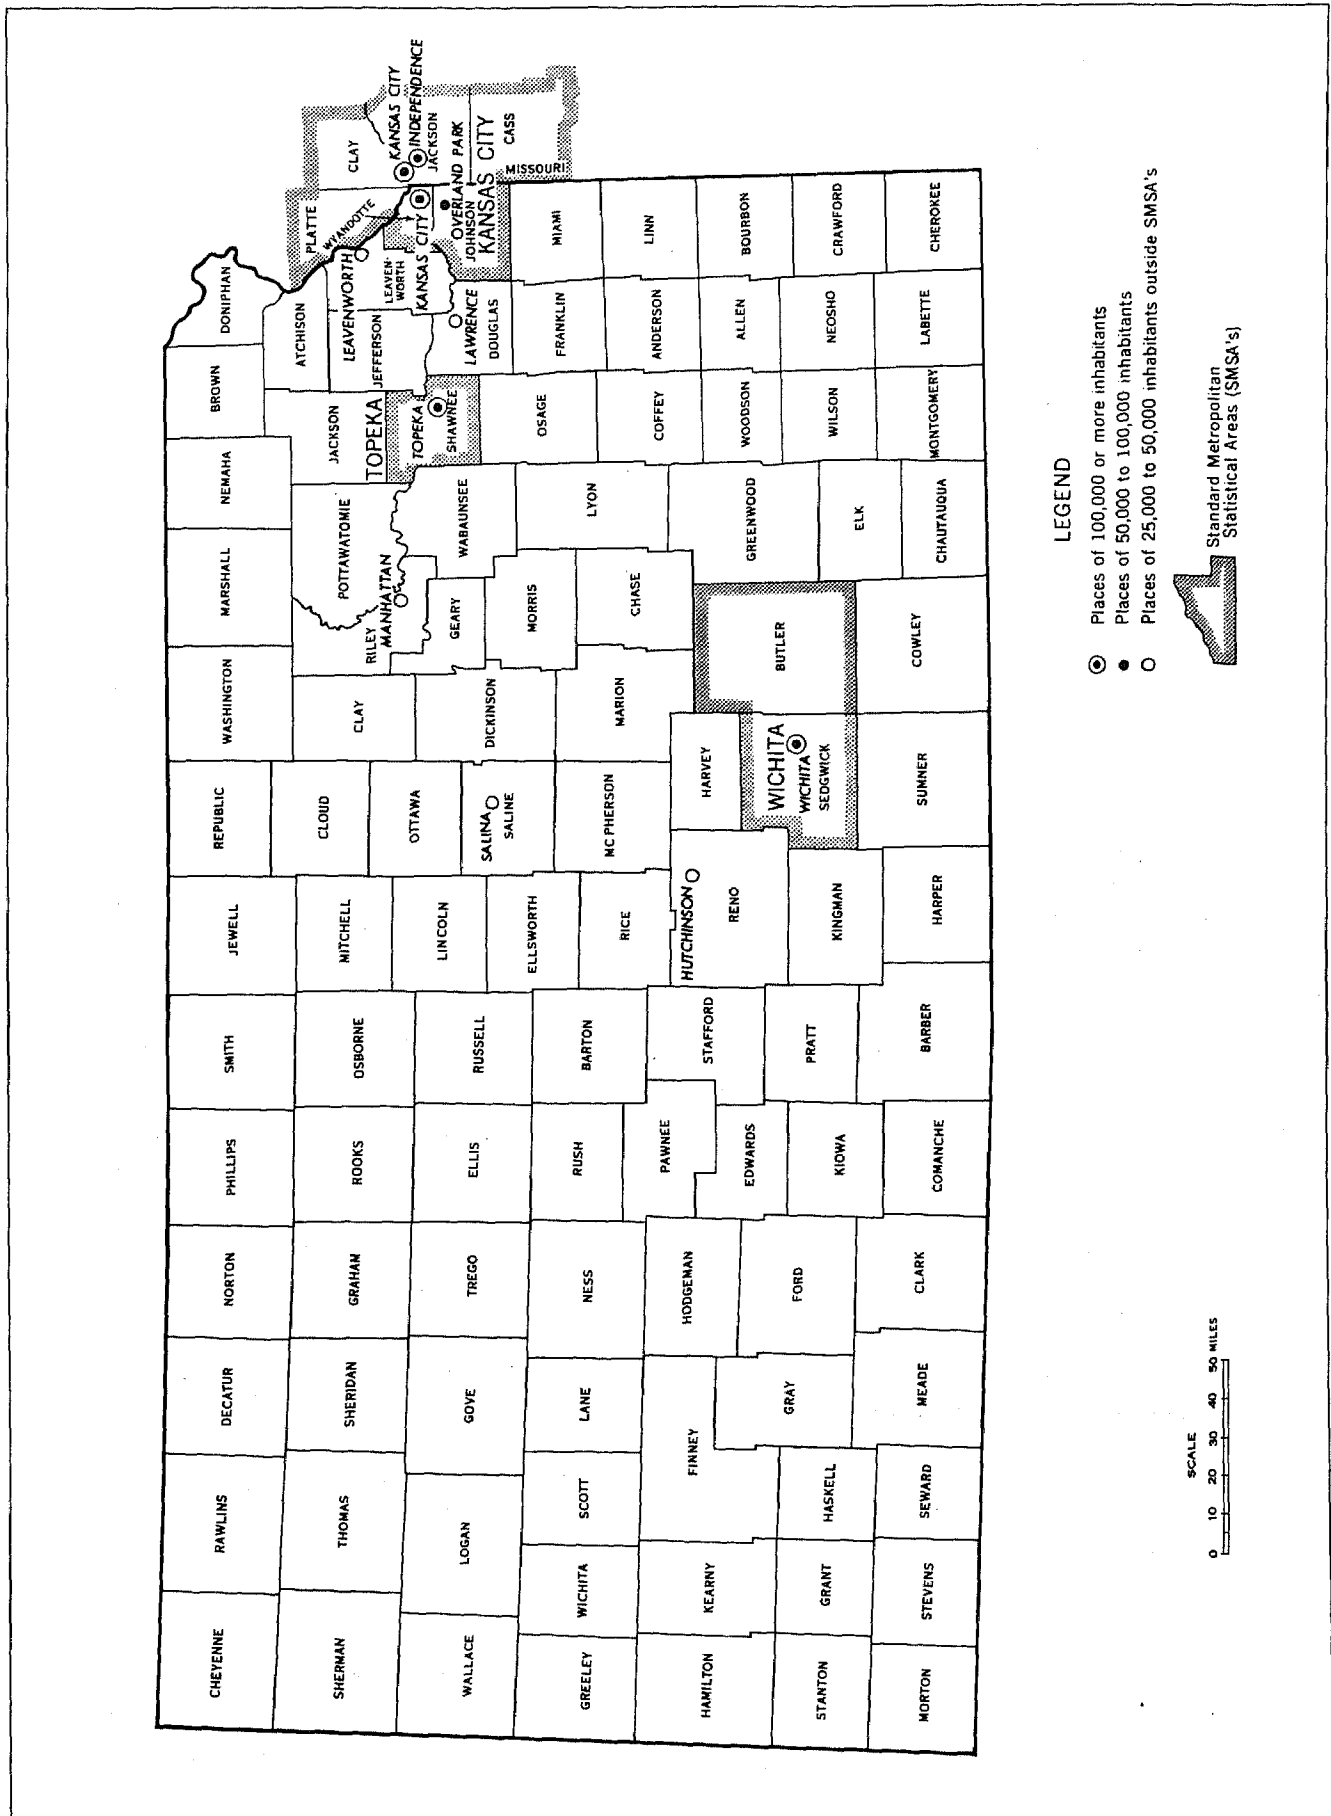 CHEYENNE
RAWLINS
DECATUR
NORTON
PHILLIPS
SMITH
JEWELL
REPUBLIC
WASHINGTON
MARSHALL
NEMAHA
BROWN
DONIPHAN
SHERMAN
THOMAS
SHERIDAN
GRAHAM
ROOKS
OSBORNE
MITCHELL
CLOUD
CLAY
RILEY
MANHATTAN
POTTAWATOMIE
JACKSON
ATCHISON
PLATTE
CLAY
WYANDOTTE
LEAVENWORTH
LEAVEN-
WORTH
JEFFERSON
TOPEKA
TOPEKA
SHAWNEE
KANSAS CITY
KANSAS CITY
INDEPENDENCE
JACKSON
OVERLAND PARK
JOHNSON
KANSAS CITY
CASS
MISSOURI
LAWRENCE
DOUGLAS
WALLACE
LOGAN
GOVE
TREGO
ELLIS
RUSSELL
LINCOLN
OTTAWA
SALINA
SALINE
ELLSWORTH
DICKINSON
GEARY
WABAUNSEE
MORRIS
GREELEY
WICHITA
SCOTT
LANE
NESS
RUSH
BARTON
RICE
MC PHERSON
MARION
CHASE
LYON
OSAGE
FRANKLIN
MIAMI
COFFEY
ANDERSON
LINN
HAMILTON
KEARNY
FINNEY
HODGEMAN
PAWNEE
STAFFORD
HUTCHINSON
RENO
HARVEY
WICHITA
WICHITA
SEDGWICK
BUTLER
GREENWOOD
WOODSON
ALLEN
BOURBON
GRAY
FORD
EDWARDS
PRATT
KIOWA
KINGMAN
ELK
WILSON
NEOSHO
CRAWFORD
STANTON
GRANT
HASKELL
MORTON
STEVENS
SEWARD
MEADE
CLARK
COMANCHE
BARBER
HARPER
SUMNER
COWLEY
CHAUTAUQUA
MONTGOMERY
LABETTE
CHEROKEE
LEGEND
Places of 100,000 or more inhabitants
Places of 50,000 to 100,000 inhabitants
Places of 25,000 to 50,000 inhabitants outside SMSA's
Standard Metropolitan
Statistical Areas (SMSA's)
SCALE
0 10 20 30 40 50 MILES